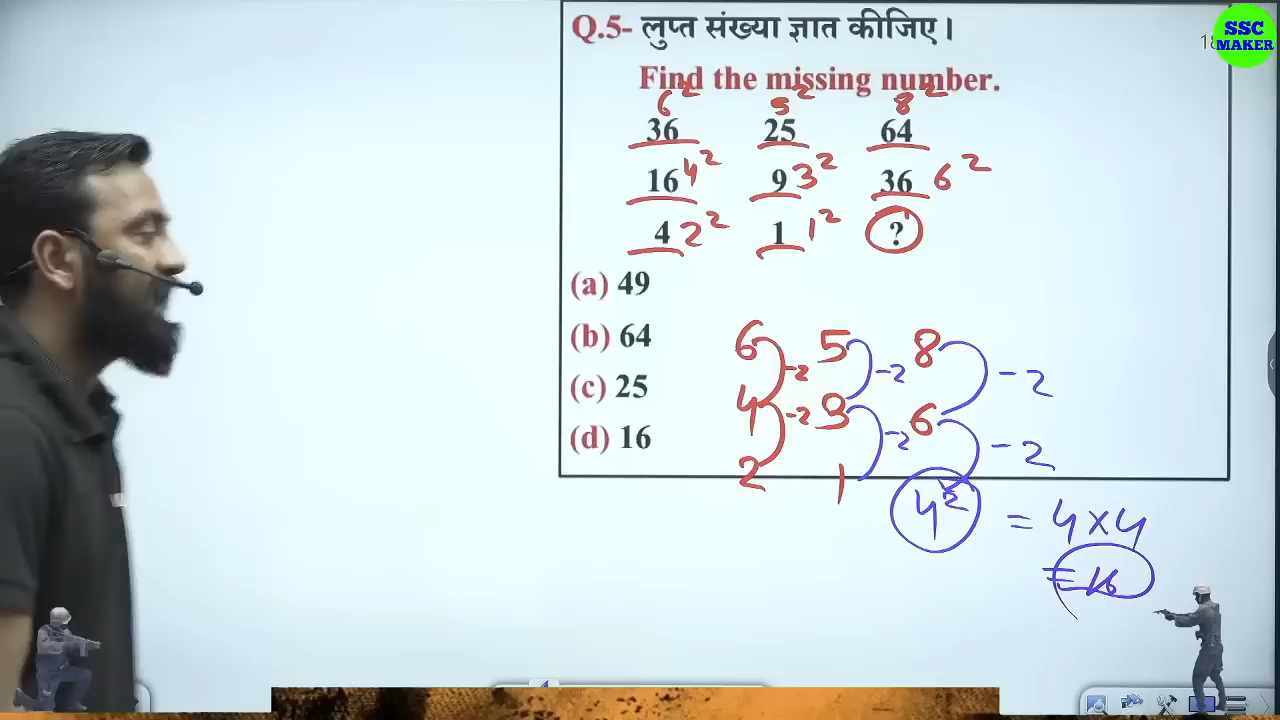 Q.5- लुप्त संख्या ज्ञात कीजिए।
SSC
MAKER
Find the missing number.
6² 5² 8²
36 25 64
16 4² 9 3² 36 6²
4 2² 1 1² ?
(a) 49
(b) 64
(c) 25
(d) 16
6 5 8
-2 -2 -2
4 3 6
-2 -2 -2
2 1 4² = 4×4
= 16